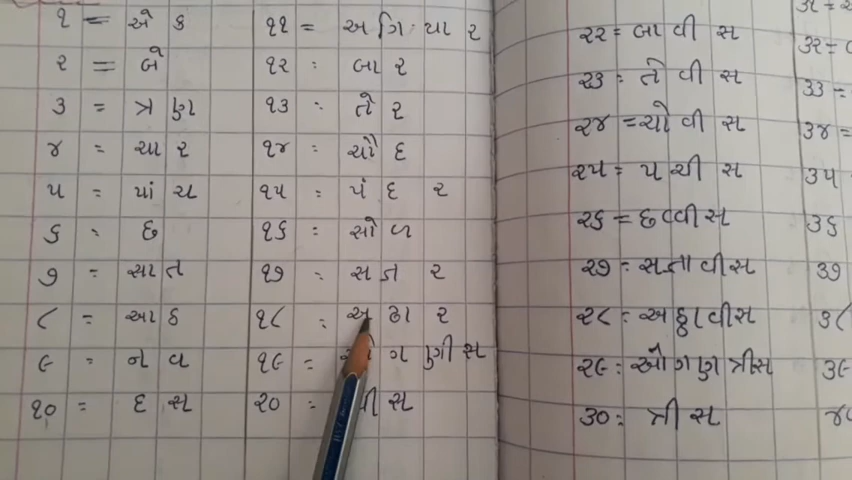 ૧ = એક
૨ = બે
૩ = ત્રણ
૪ = ચાર
૫ = પાંચ
૬ = છ
૭ = સાત
૮ = આઠ
૯ = નવ
૧૦ = દસ
૧૧ = અગિયાર
૧૨ = બાર
૧૩ = તેર
૧૪ = ચૌદ
૧૫ = પંદર
૧૬ = સોળ
૧૭ = સત્તર
૧૮ = અઢાર
૧૯ = ગણીસ
૨૦ = વીસ
૨૨ = બાવીસ
૨૩ = તેવીસ
૨૪ = ચોવીસ
૨૫ = પચીસ
૨૬ = છવ્વીસ
૨૭ = સત્તાવીસ
૨૮ = અઠ્ઠાવીસ
૨૯ = ઓગણત્રીસ
૩૦ = ત્રીસ
૩૨ =
૩૩ =
૩૪ =
૩૫
૩૬
૩૭
૩૮
૩૯